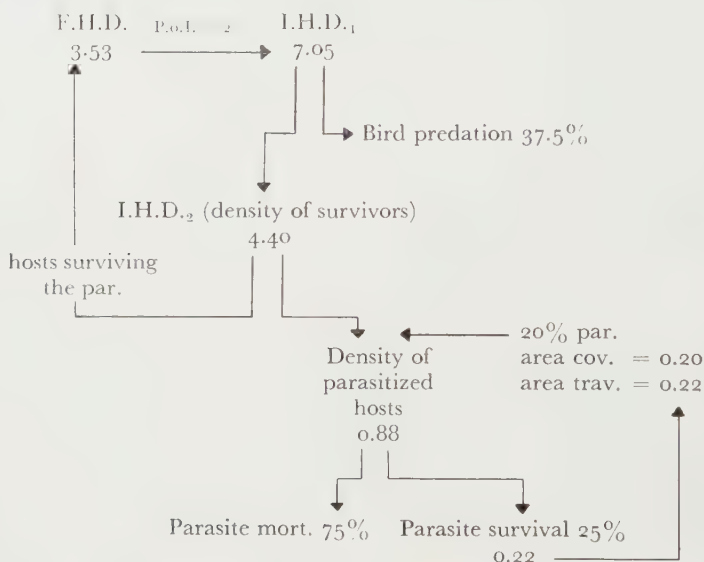 F.H.D. P.o.I. 2 I.H.D.₁
3·53 7·05
Bird predation 37·5%
I.H.D.₂ (density of survivors)
4·40
hosts surviving
the par.
20% par.
area cov. = 0·20
area trav. = 0·22
Density of
parasitized
hosts
0·88
Parasite mort. 75% Parasite survival 25%
0·22